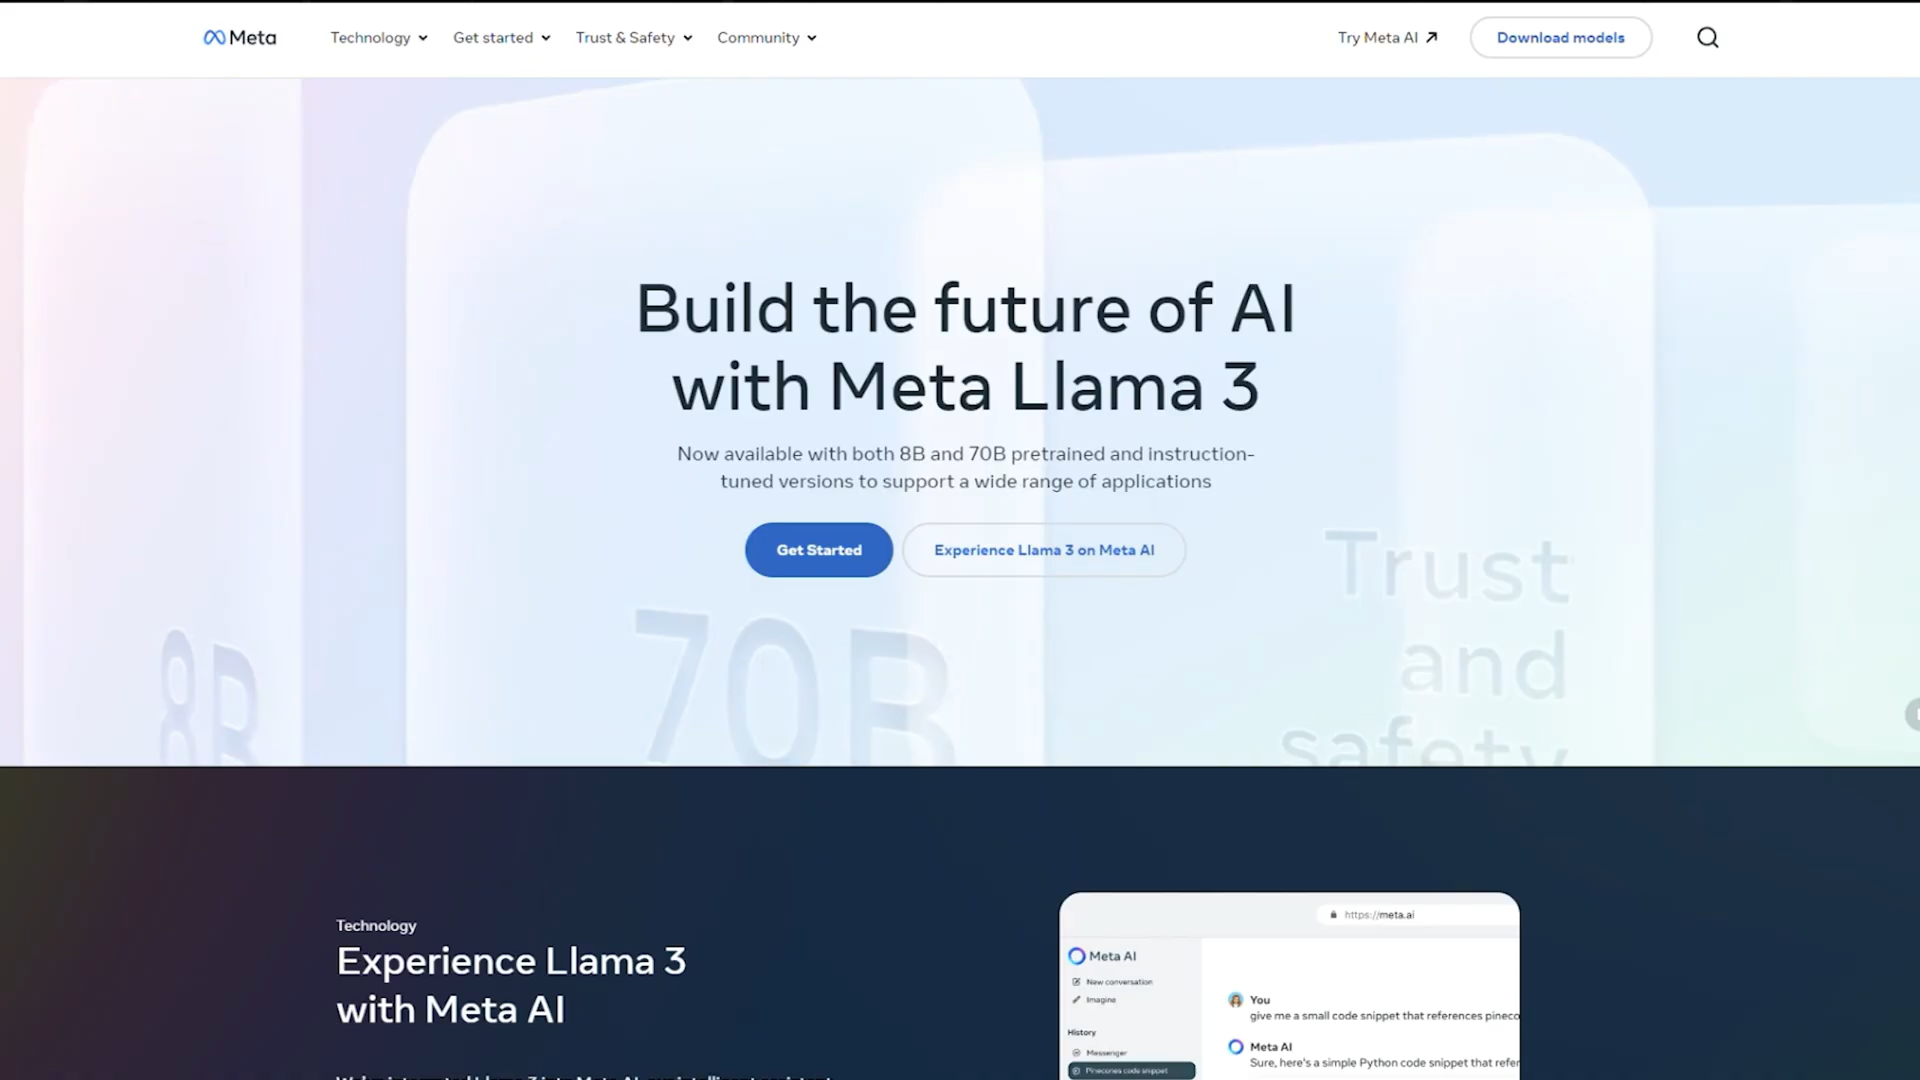 Meta
Technology
Get started
Trust & Safety
Community
Try Meta AI
Download models
Build the future of AI
with Meta Llama 3
Now available with both 8B and 70B pretrained and instruction-
tuned versions to support a wide range of applications
Get Started
Experience Llama 3 on Meta AI
8B
70B
Trust
and
safety
Technology
Experience Llama 3
with Meta AI
https://meta.ai
Meta AI
New conversation
Imagine
History
Messenger
Pinecones code snippet
You
give me a small code snippet that references
Meta AI
Sure, here's a simple Python code snippet that